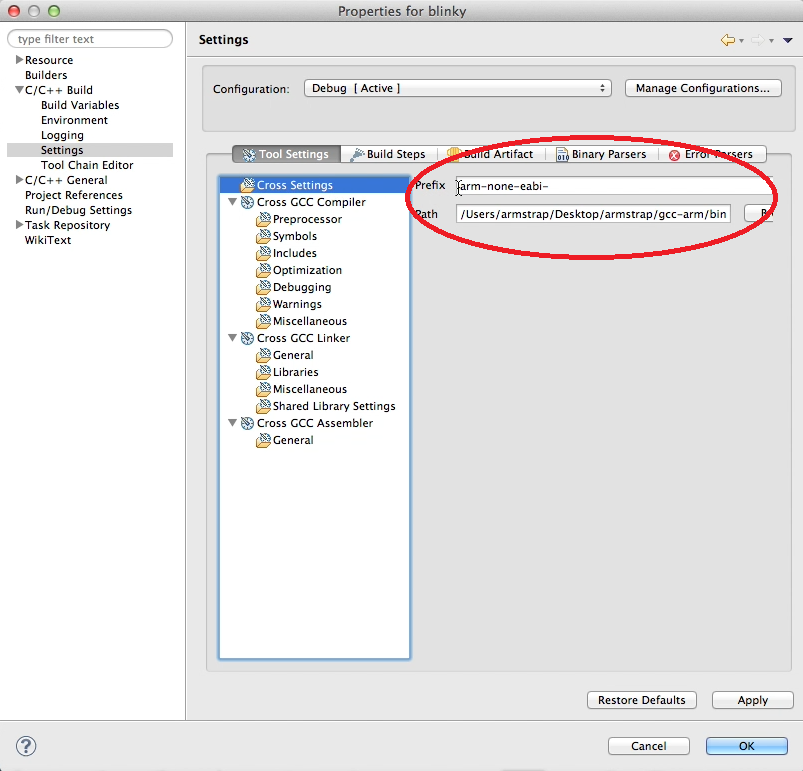 Properties for blinky
type filter text
Resource
Builders
C/C++ Build
Build Variables
Environment
Logging
Settings
Tool Chain Editor
C/C++ General
Project References
Run/Debug Settings
Task Repository
WikiText
Settings
Configuration:
Debug [ Active ]
Manage Configurations...
Tool Settings
Build Steps
Build Artifact
Binary Parsers
Error Parsers
Cross Settings
Cross GCC Compiler
Preprocessor
Symbols
Includes
Optimization
Debugging
Warnings
Miscellaneous
Cross GCC Linker
General
Libraries
Miscellaneous
Shared Library Settings
Cross GCC Assembler
General
Prefix
arm-none-eabi-
Path
/Users/armstrap/Desktop/armstrap/gcc-arm/bin
Restore Defaults
Apply
?
Cancel
OK